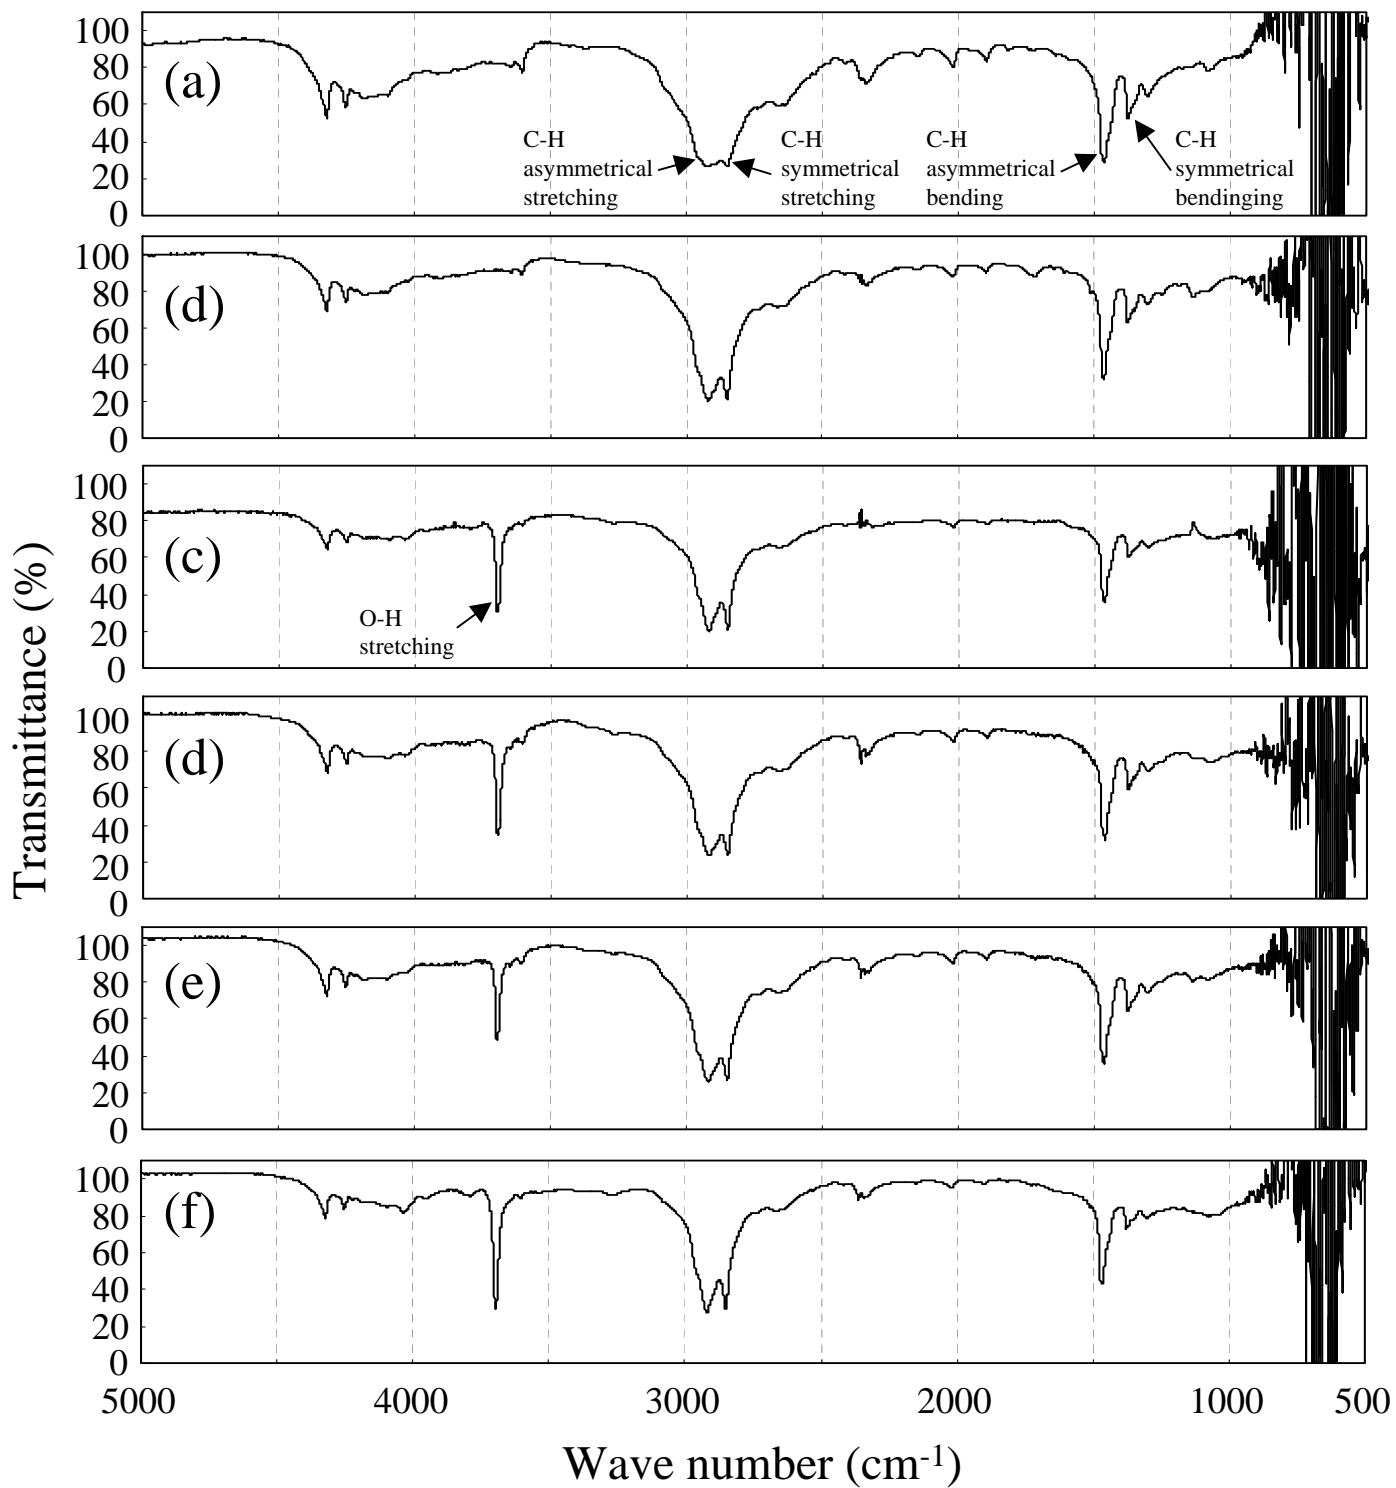 100
80
60
40
20
0
(a)
C-H
asymmetrical
stretching
C-H
symmetrical
stretching
C-H
asymmetrical
bending
C-H
symmetrical
bendinging
100
80
60
40
20
0
(d)
100
80
60
40
20
0
(c)
O-H
stretching
100
80
60
40
20
0
(d)
100
80
60
40
20
0
(e)
100
80
60
40
20
0
(f)
Transmittance (%)
5000 4000 3000 2000 1000 500
Wave number (cm-1)